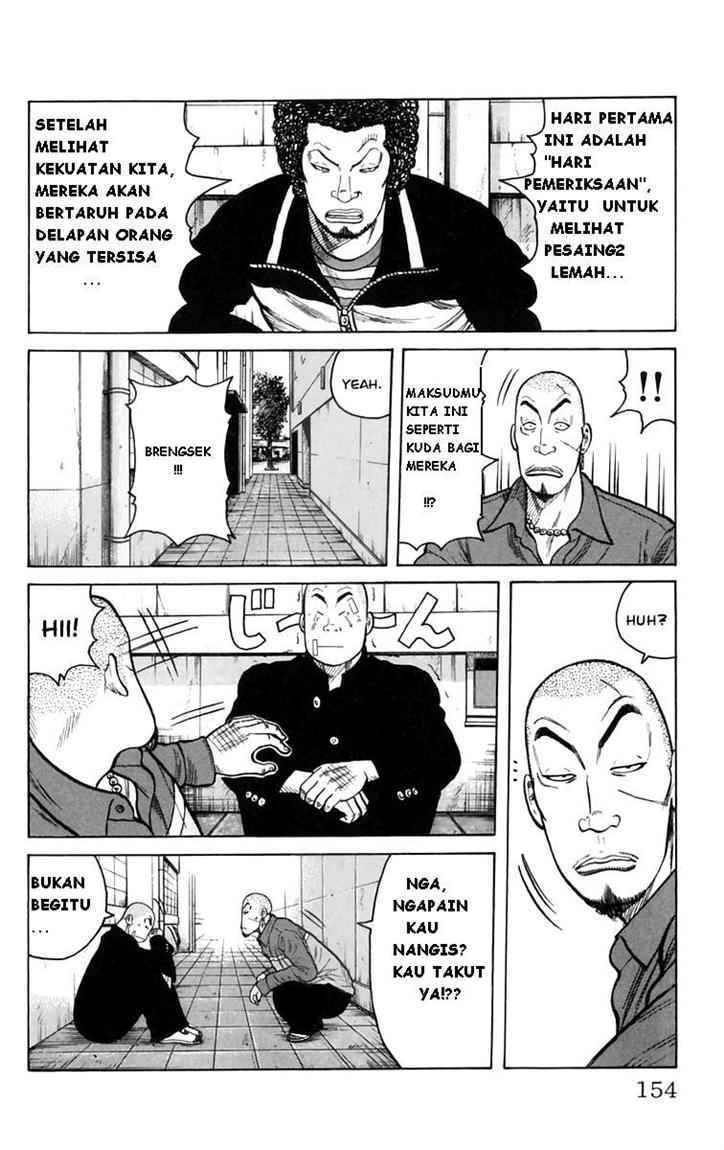 HARI PERTAMA
INI ADALAH
"HARI
PEMERIKSAAN",
YAITU UNTUK
MELIHAT
PESAING2
LEMAH...
SETELAH
MELIHAT
KEKUATAN KITA,
MEREKA AKAN
BERTARUH PADA
DELAPAN ORANG
YANG TERSISA
...
!!
MAKSUDMU
KITA INI
SEPERTI
KUDA BAGI
MEREKA
!!?
YEAH.
BRENGSEK
!!!
HUH?
...
じーーん
HII!
NGA,
NGAPAIN
KAU
NANGIS?
KAU TAKUT
YA!??
BUKAN
BEGITU
...
154